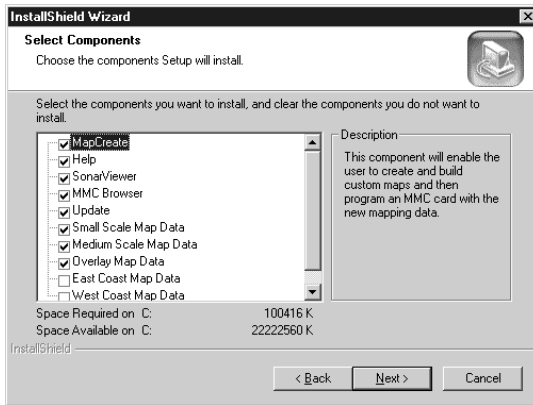 InstallShield Wizard
Select Components
Choose the components Setup will install.
Select the components you want to install, and clear the components you do not want to
install.
MapCreate
Help
SonarViewer
MMC Browser
Update
Small Scale Map Data
Medium Scale Map Data
Overlay Map Data
East Coast Map Data
West Coast Map Data
Description
This component will enable the
user to create and build
custom maps and then
program an MMC card with the
new mapping data.
Space Required on C: 100416 K
Space Available on C: 22222560 K
InstallShield
< Back Next > Cancel